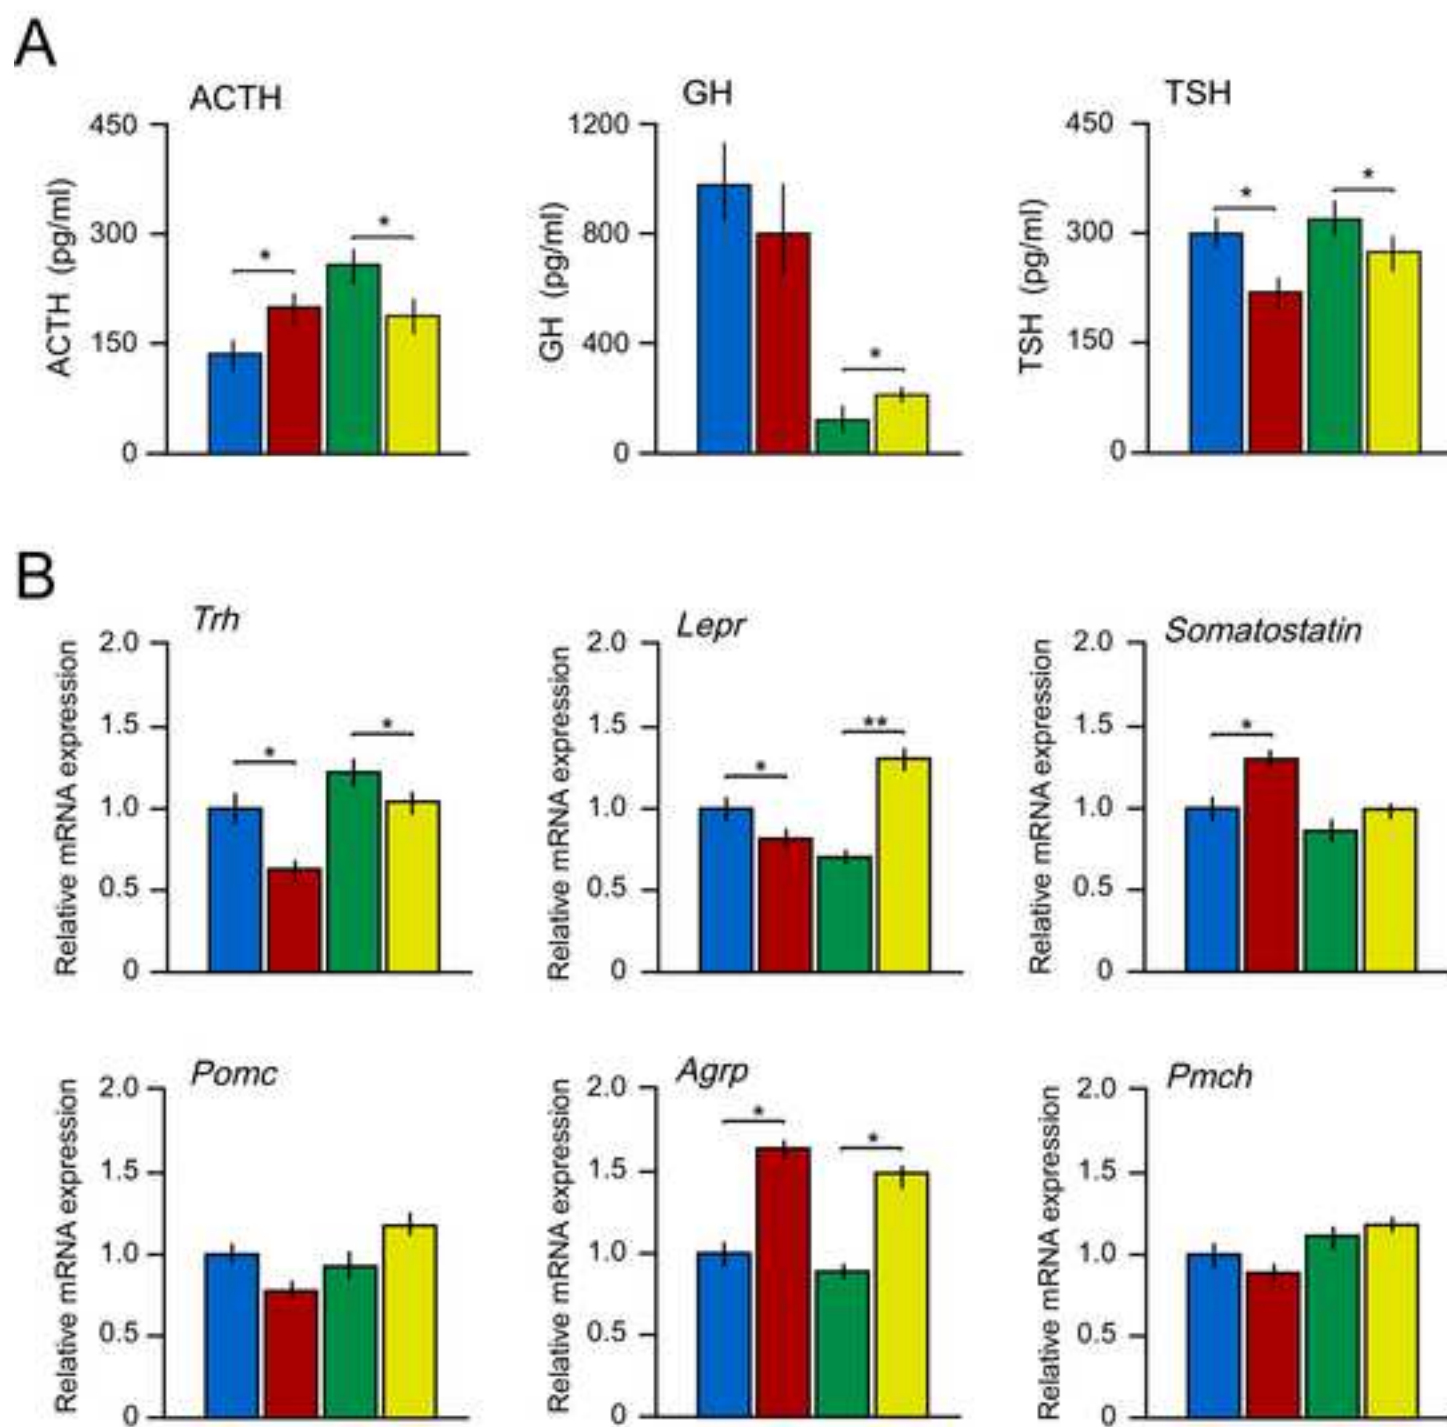 A
ACTH
GH
TSH
450
300
150
0
ACTH (pg/ml)
*
*
1200
800
400
0
GH (pg/ml)
*
450
300
150
0
TSH (pg/ml)
*
*
B
Trh
Lepr
Somatostatin
2.0
1.5
1.0
0.5
0
Relative mRNA expression
*
*
2.0
1.5
1.0
0.5
0
Relative mRNA expression
*
**
2.0
1.5
1.0
0.5
0
Relative mRNA expression
*
Pomc
Agrp
Pmch
2.0
1.5
1.0
0.5
0
Relative mRNA expression
2.0
1.5
1.0
0.5
0
Relative mRNA expression
*
*
2.0
1.5
1.0
0.5
0
Relative mRNA expression